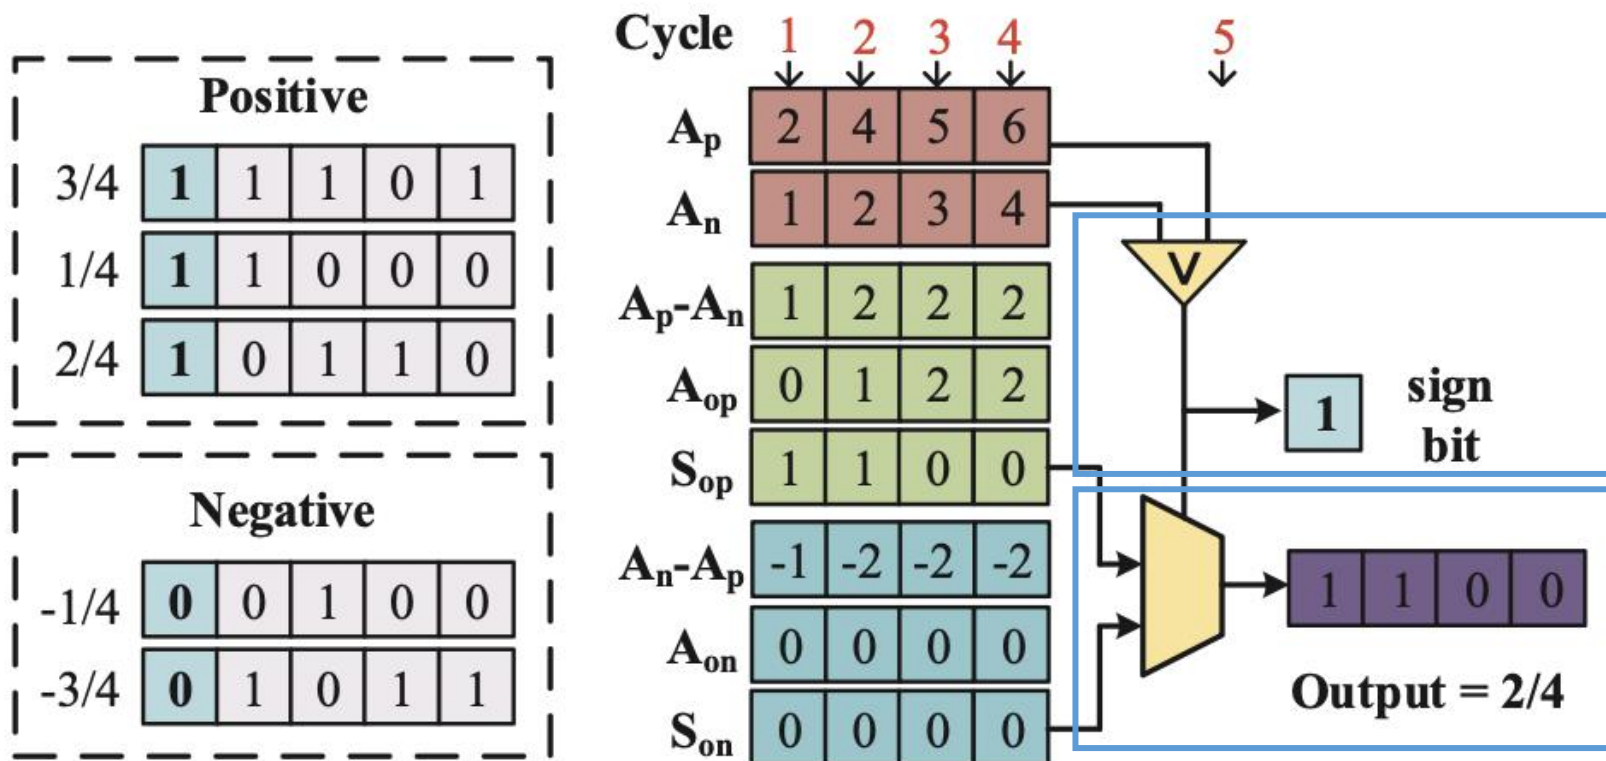 Positive
3/4 1 1 1 0 1
1/4 1 1 0 0 0
2/4 1 0 1 1 0
Negative
-1/4 0 0 1 0 0
-3/4 0 1 0 1 1
Cycle 1 2 3 4 5
Ap 2 4 5 6
An 1 2 3 4
Ap-An 1 2 2 2
Aop 0 1 2 2
Sop 1 1 0 0
An-Ap -1 -2 -2 -2
Aon 0 0 0 0
Son 0 0 0 0
V
1
sign
bit
1 1 0 0
Output = 2/4